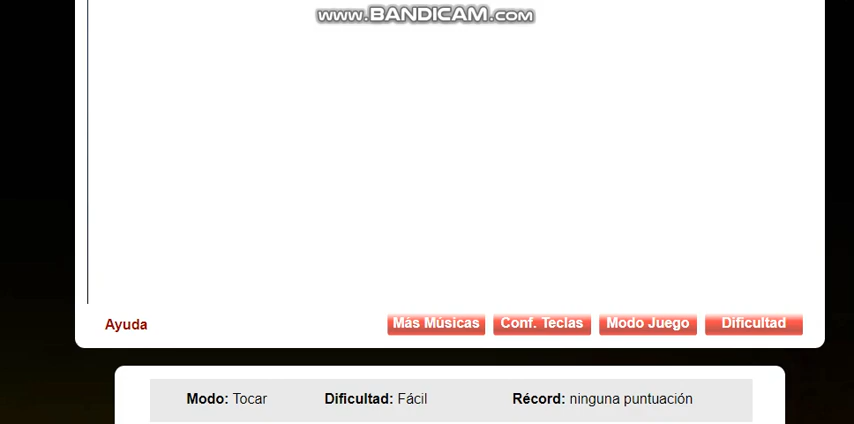 www.BANDICAM.com
Ayuda
Más Músicas
Conf. Teclas
Modo Juego
Dificultad
Modo: Tocar
Dificultad: Fácil
Récord: ninguna puntuación